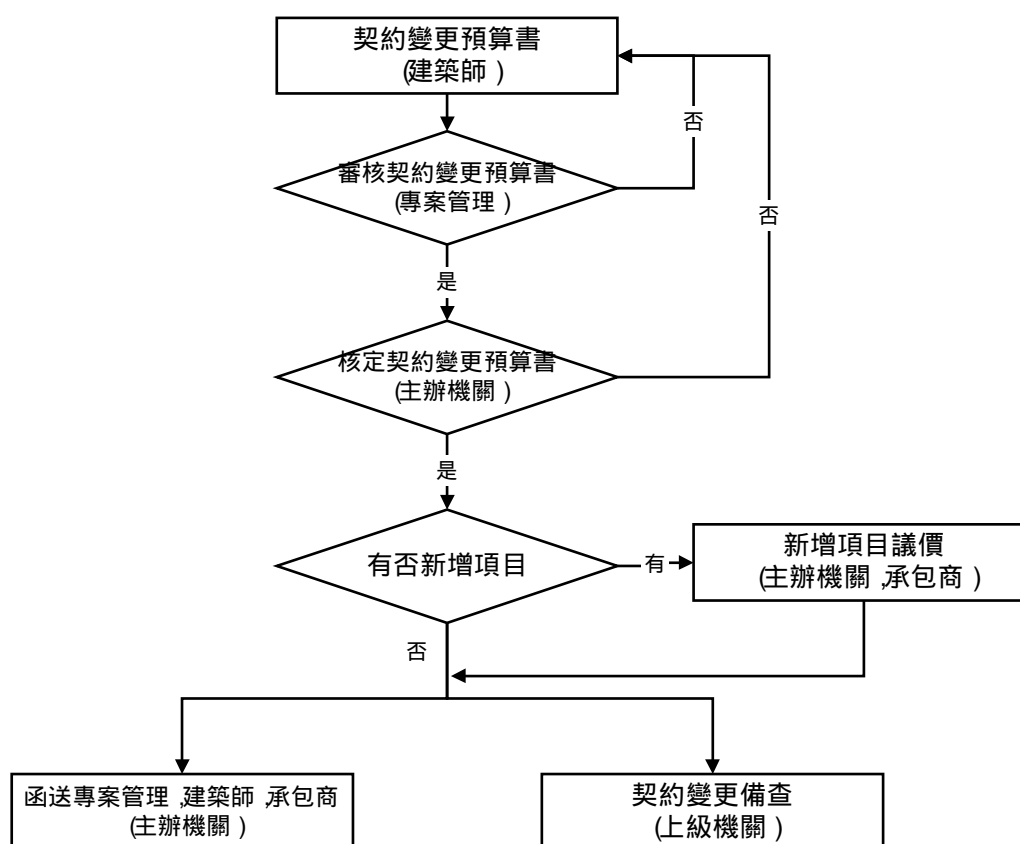 契約變更預算書
(建築師)
否
審核契約變更預算書
(專案管理)
否
是
核定契約變更預算書
(主辦機關)
是
有否新增項目
有
新增項目議價
(主辦機關,承包商)
否
函送專案管理,建築師,承包商
(主辦機關)
契約變更備查
(上級機關)